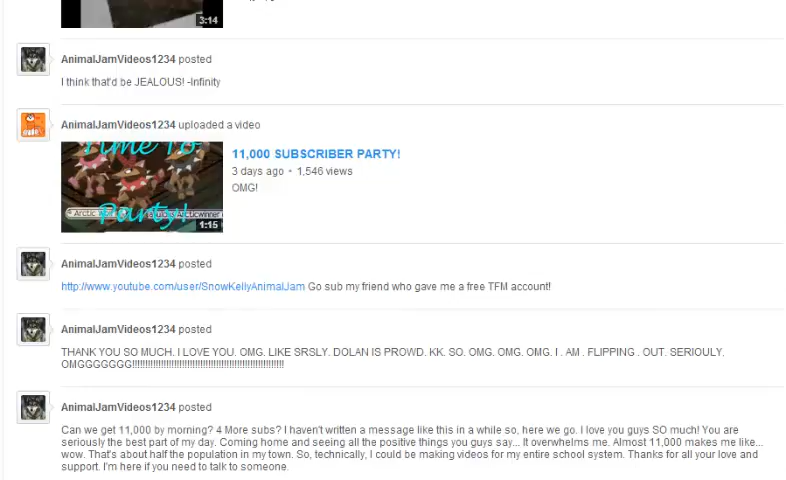 3:14
AnimalJamVideos1234 posted
I think that'd be JEALOUS! -Infinity
AnimalJamVideos1234 uploaded a video
Time To
Party!
Arctic
Arcticwinner
1:15
11,000 SUBSCRIBER PARTY!
3 days ago • 1,546 views
OMG!
AnimalJamVideos1234 posted
http://www.youtube.com/user/SnowKellyAnimalJam Go sub my friend who gave me a free TFM account!
AnimalJamVideos1234 posted
THANK YOU SO MUCH. I LOVE YOU. OMG. LIKE SRSLY. DOLAN IS PROWD. KK. SO. OMG. OMG. OMG. I . AM . FLIPPING . OUT. SERIOULY,
OMGGGGGGG!!!!!!!!!!!!!!!!!!!!!!!!!!!!!!!!!!!!!!!!!!!!!!!!!!!!!!!!!!
AnimalJamVideos1234 posted
Can we get 11,000 by morning? 4 More subs? I haven't written a message like this in a while so, here we go. I love you guys SO much! You are
seriously the best part of my day. Coming home and seeing all the positive things you guys say... It overwhelms me. Almost 11,000 makes me like...
wow. That's about half the population in my town. So, technically, I could be making videos for my entire school system. Thanks for all your love and
support. I'm here if you need to talk to someone.